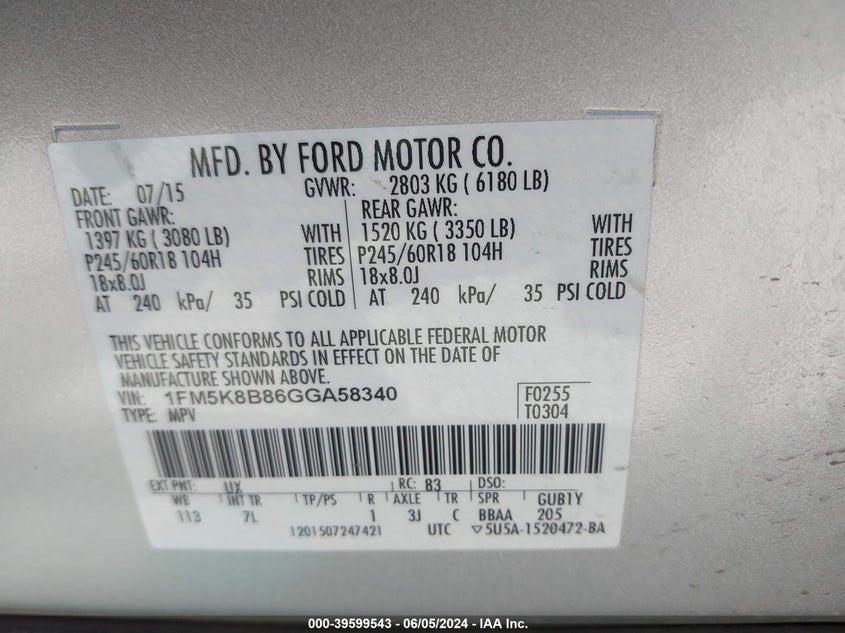 MFD. BY FORD MOTOR CO.
DATE: 07/15 GVWR: 2803 KG ( 6180 LB)
FRONT GAWR: REAR GAWR:
1397 KG ( 3080 LB) WITH 1520 KG ( 3350 LB) WITH
P245/60R18 104H TIRES P245/60R18 104H TIRES
18x8.0J RIMS 18x8.0J RIMS
AT 240 kPa/ 35 PSI COLD AT 240 kPa/ 35 PSI COLD
THIS VEHICLE CONFORMS TO ALL APPLICABLE FEDERAL MOTOR
VEHICLE SAFETY STANDARDS IN EFFECT ON THE DATE OF
MANUFACTURE SHOWN ABOVE.
VIN: 1FM5K8B86GGA58340 F0255
TYPE: MPV T0304
EXT PNT: UX RC: 83 DSO:
WB INT TR TP/PS R AXLE TR SPR GUB1Y
113 7L 1 3J C BBAA 205
1201507247421 UTC ▽5U5A-1520472-BA
000-39599543 - 06/05/2024 - IAA Inc.